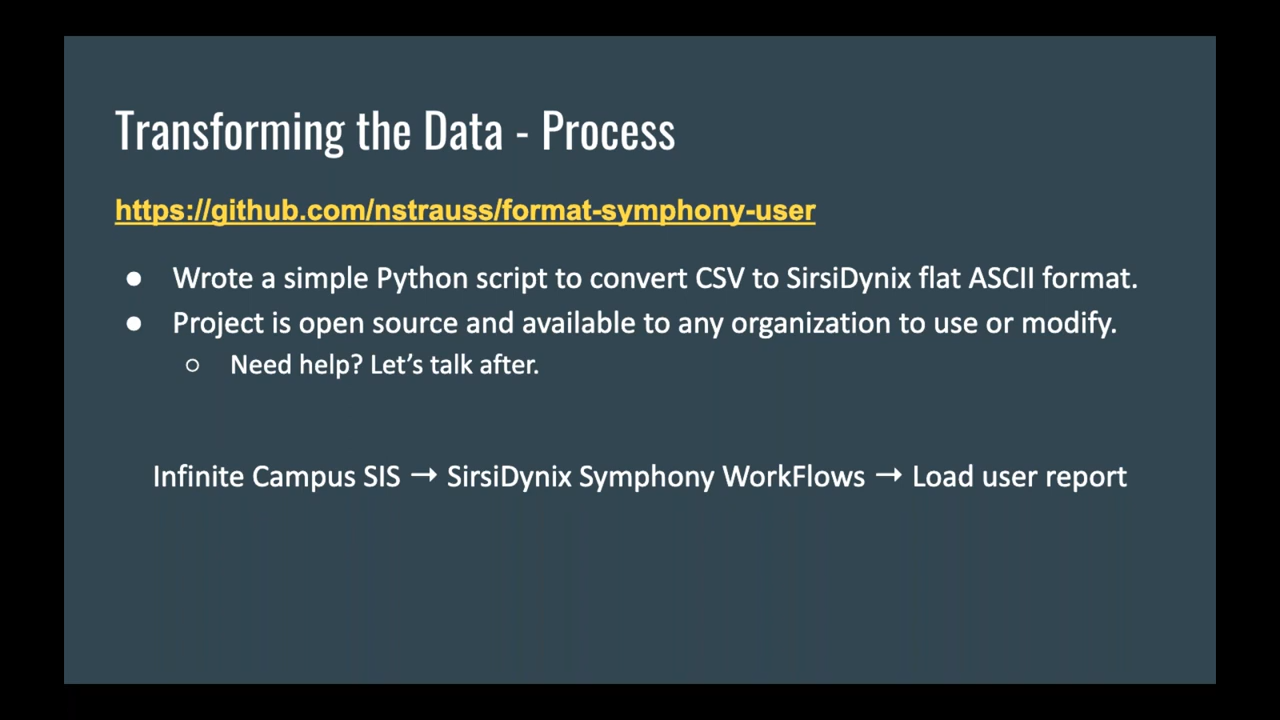 Transforming the Data - Process
https://github.com/nstrauss/format-symphony-user
● Wrote a simple Python script to convert CSV to SirsiDynix flat ASCII format.
● Project is open source and available to any organization to use or modify.
○ Need help? Let’s talk after.
Infinite Campus SIS → SirsiDynix Symphony WorkFlows → Load user report